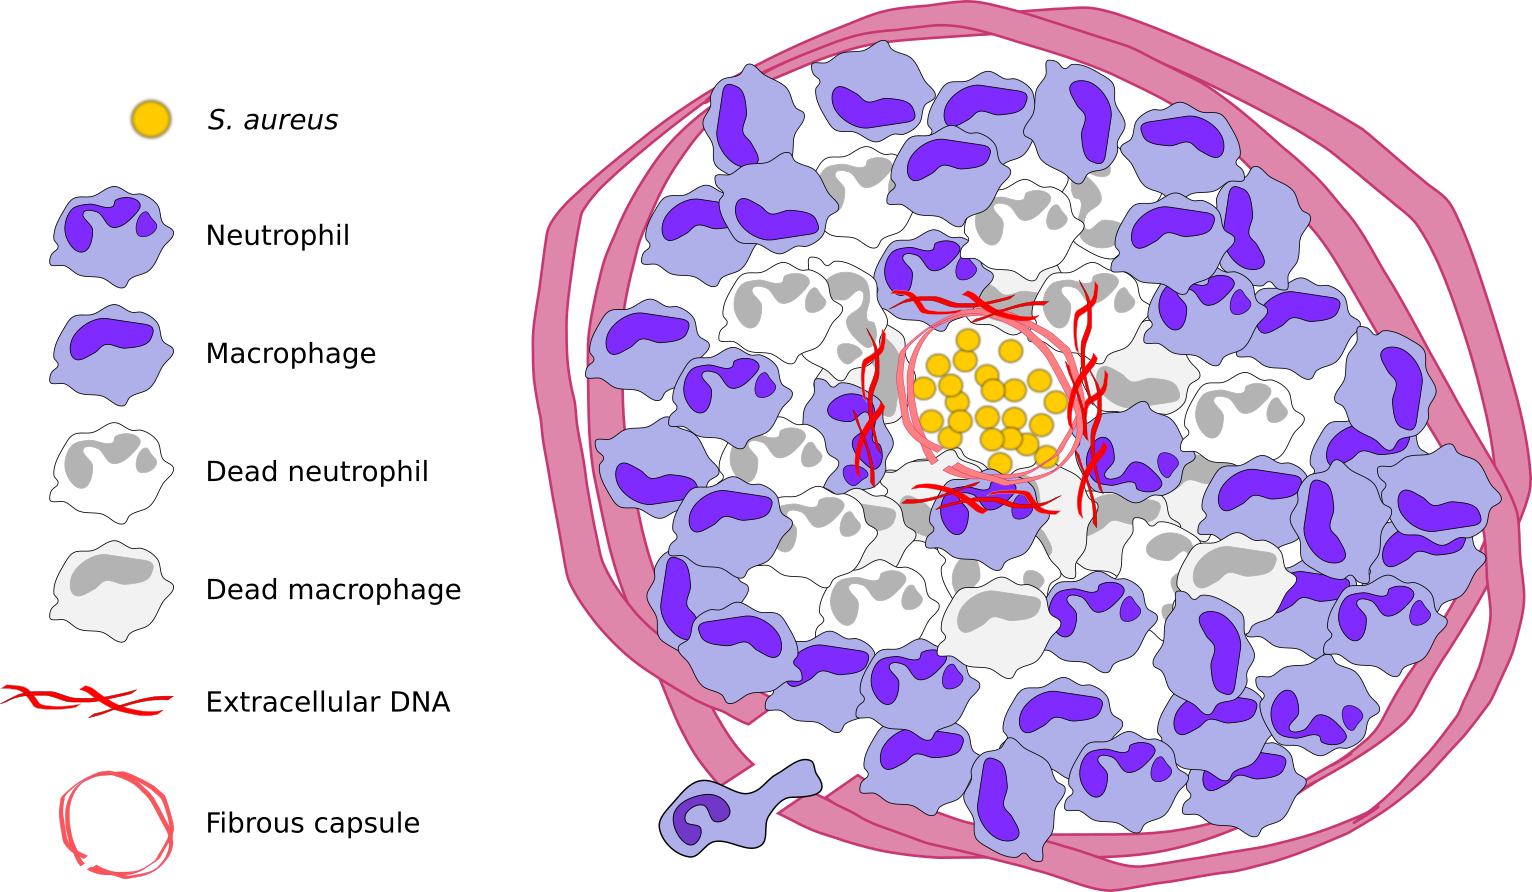 S. aureus
Neutrophil
Macrophage
Dead neutrophil
Dead macrophage
Extracellular DNA
Fibrous capsule